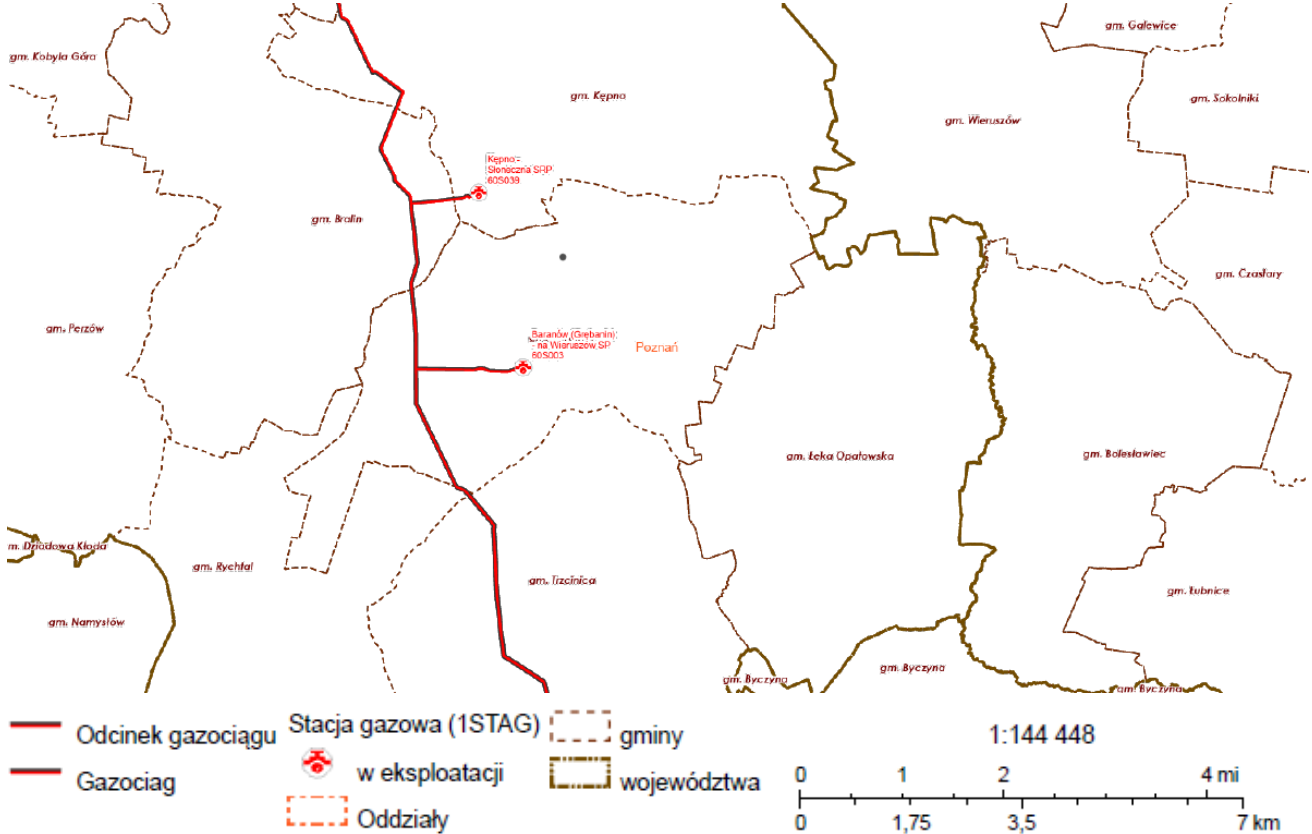 gm. Galewice
gm. Kobyla Góra
gm. Kępno
gm. Sokolniki
gm. Wieruszów
Kępno -
Słoneczna SRP
60S039
gm. Bralin
gm. Czastary
gm. Perzów
Baranów (Grębanin)
- na Wieruszów SP
60S003
Poznań
gm. Łęka Opatowska
gm. Bolesławiec
m. Dziadowa Kłoda
gm. Rychtal
gm. Trzcinica
gm. Łubnice
gm. Namysłów
gm. Byczyna
gm. Byczyna
gm. Byczyna
Odcinek gazociągu
Gazociag
Stacja gazowa (1STAG)
w eksploatacji
Oddziały
gminy
województwa
1:144 448
0 1 2 4 mi
0 1,75 3,5 7 km